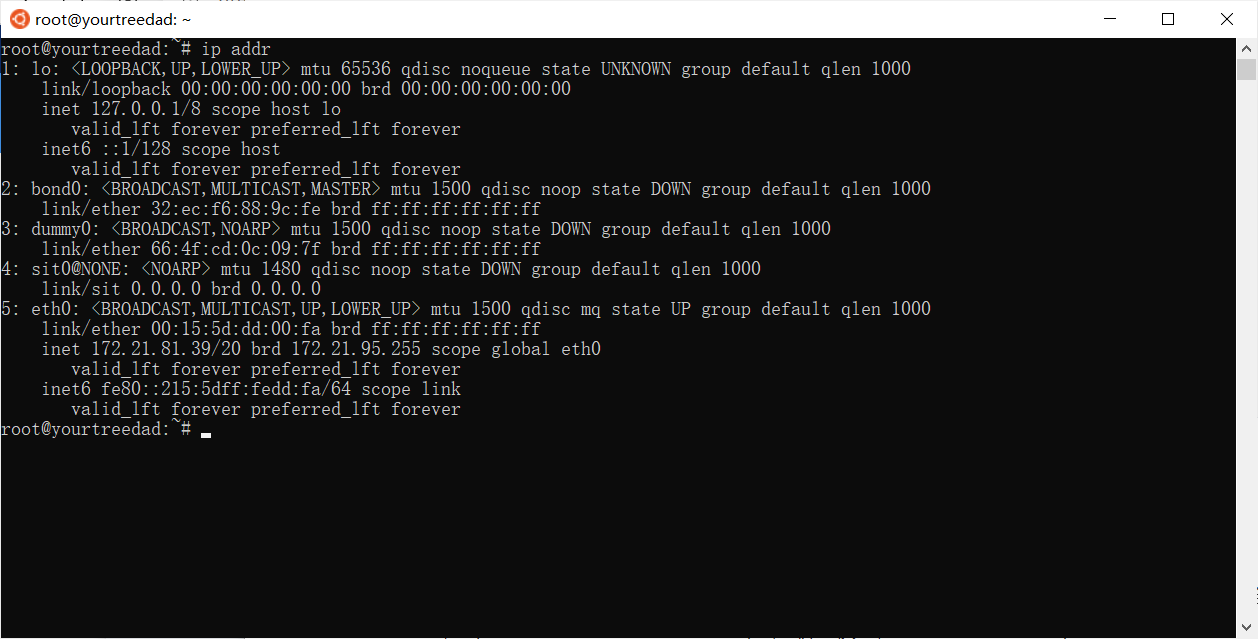 root@yourtreedad: ~
root@yourtreedad:~# ip addr
1: lo: <LOOPBACK,UP,LOWER_UP> mtu 65536 qdisc noqueue state UNKNOWN group default qlen 1000
    link/loopback 00:00:00:00:00:00 brd 00:00:00:00:00:00
    inet 127.0.0.1/8 scope host lo
       valid_lft forever preferred_lft forever
    inet6 ::1/128 scope host
       valid_lft forever preferred_lft forever
2: bond0: <BROADCAST,MULTICAST,MASTER> mtu 1500 qdisc noop state DOWN group default qlen 1000
    link/ether 32:ec:f6:88:9c:fe brd ff:ff:ff:ff:ff:ff
3: dummy0: <BROADCAST,NOARP> mtu 1500 qdisc noop state DOWN group default qlen 1000
    link/ether 66:4f:cd:0c:09:7f brd ff:ff:ff:ff:ff:ff
4: sit0@NONE: <NOARP> mtu 1480 qdisc noop state DOWN group default qlen 1000
    link/sit 0.0.0.0 brd 0.0.0.0
5: eth0: <BROADCAST,MULTICAST,UP,LOWER_UP> mtu 1500 qdisc mq state UP group default qlen 1000
    link/ether 00:15:5d:dd:00:fa brd ff:ff:ff:ff:ff:ff
    inet 172.21.81.39/20 brd 172.21.95.255 scope global eth0
       valid_lft forever preferred_lft forever
    inet6 fe80::215:5dff:fedd:fa/64 scope link
       valid_lft forever preferred_lft forever
root@yourtreedad:~#